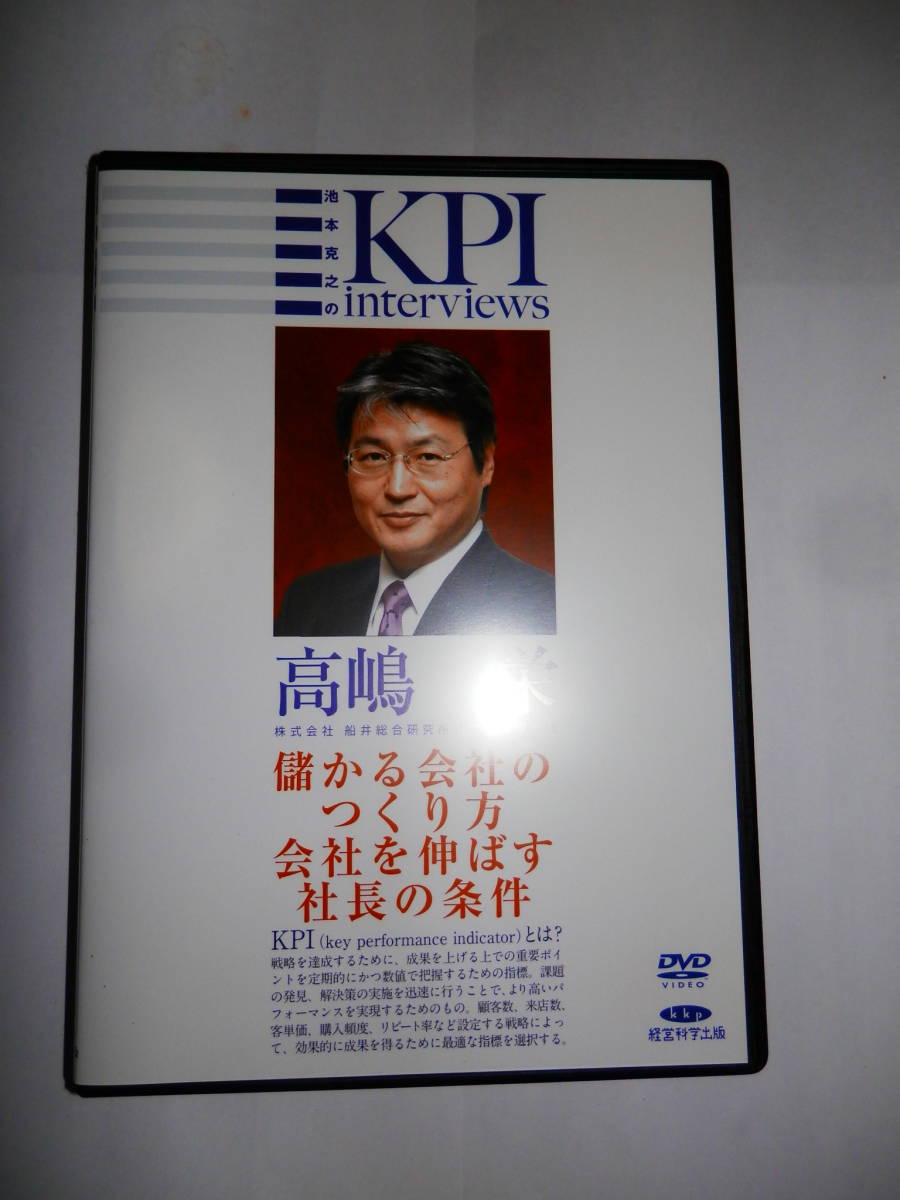 池本克之の
KPI
interviews
高嶋
株式会社 船井総合研究所
儲かる会社の
つくり方
会社を伸ばす
社長の条件
KPI (key performance indicator) とは?
戦略を達成するために、成果を上げる上での重要ポイ
ントを定期的にかつ数値で把握するための指標。課題
の発見、解決策の実施を迅速に行うことで、より高いパ
フォーマンスを実現するためのもの。顧客数、来店数、
客単価、購入頻度、リピート率など設定する戦略によっ
て、効果的に成果を得るために最適な指標を選択する。
DVD
VIDEO
kkp
経営科学出版